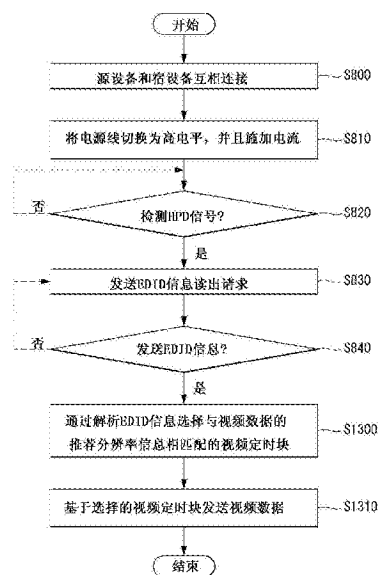 开始
源设备和宿设备互相连接
S800
将电源线切换为高电平，并且施加电流
S810
检测HPD信号?
S820
否
是
发送EDID信息读出请求
S830
发送EDID信息?
S840
否
是
通过解析EDID信息选择与视频数据的
推荐分辨率信息相匹配的视频定时块
S1300
基于选择的视频定时块发送视频数据
S1310
结束